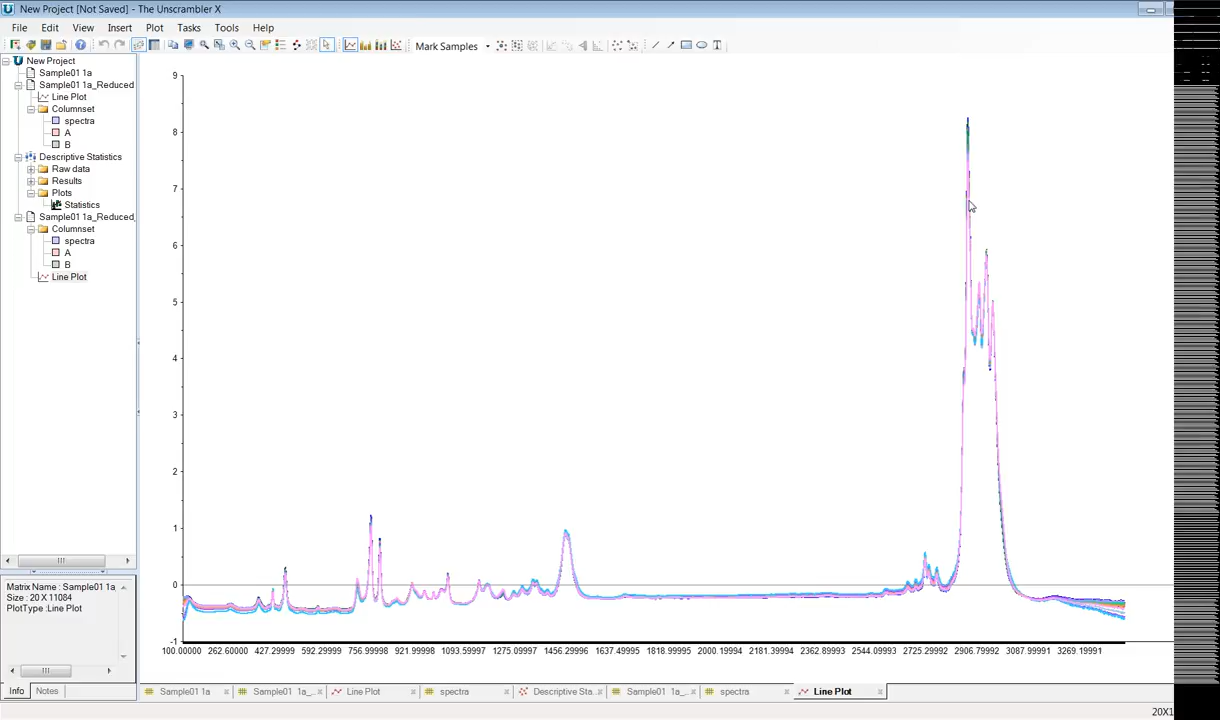 New Project [Not Saved] - The Unscrambler X
File Edit View Insert Plot Tasks Tools Help
Mark Samples
New Project
Sample01 1a
Sample01 1a_Reduced
Line Plot
Columnset
spectra
A
B
Descriptive Statistics
Raw data
Results
Plots
Statistics
Sample01 1a_Reduced_
Columnset
spectra
A
B
Line Plot
Matrix Name : Sample01 1a
Size : 20 X 11084
PlotType :Line Plot
Info Notes
9
8
7
6
5
4
3
2
1
0
-1
100.00000 262.60000 427.29999 592.29999 756.99998 921.99998 1093.59997 1275.09997 1456.29996 1637.49995 1818.99995 2000.19994 2181.39994 2362.89993 2544.09993 2725.29992 2906.79992 3087.99991 3269.19991
Sample01 1a Sample01 1a_... Line Plot spectra Descriptive Sta... Sample01 1a_... spectra Line Plot
20X1